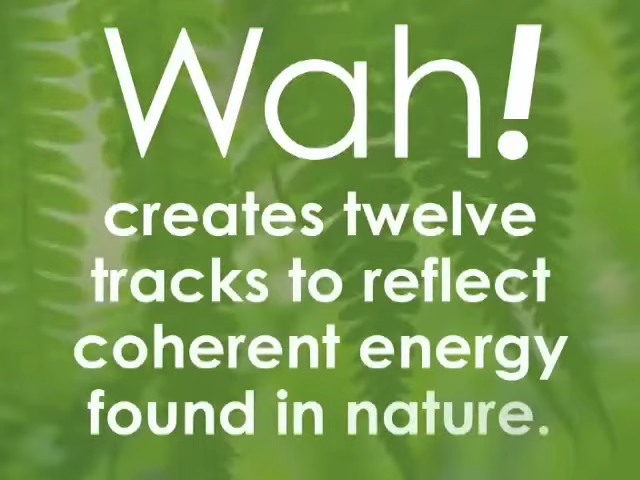 Wah!
creates twelve
tracks to reflect
coherent energy
found in nature.